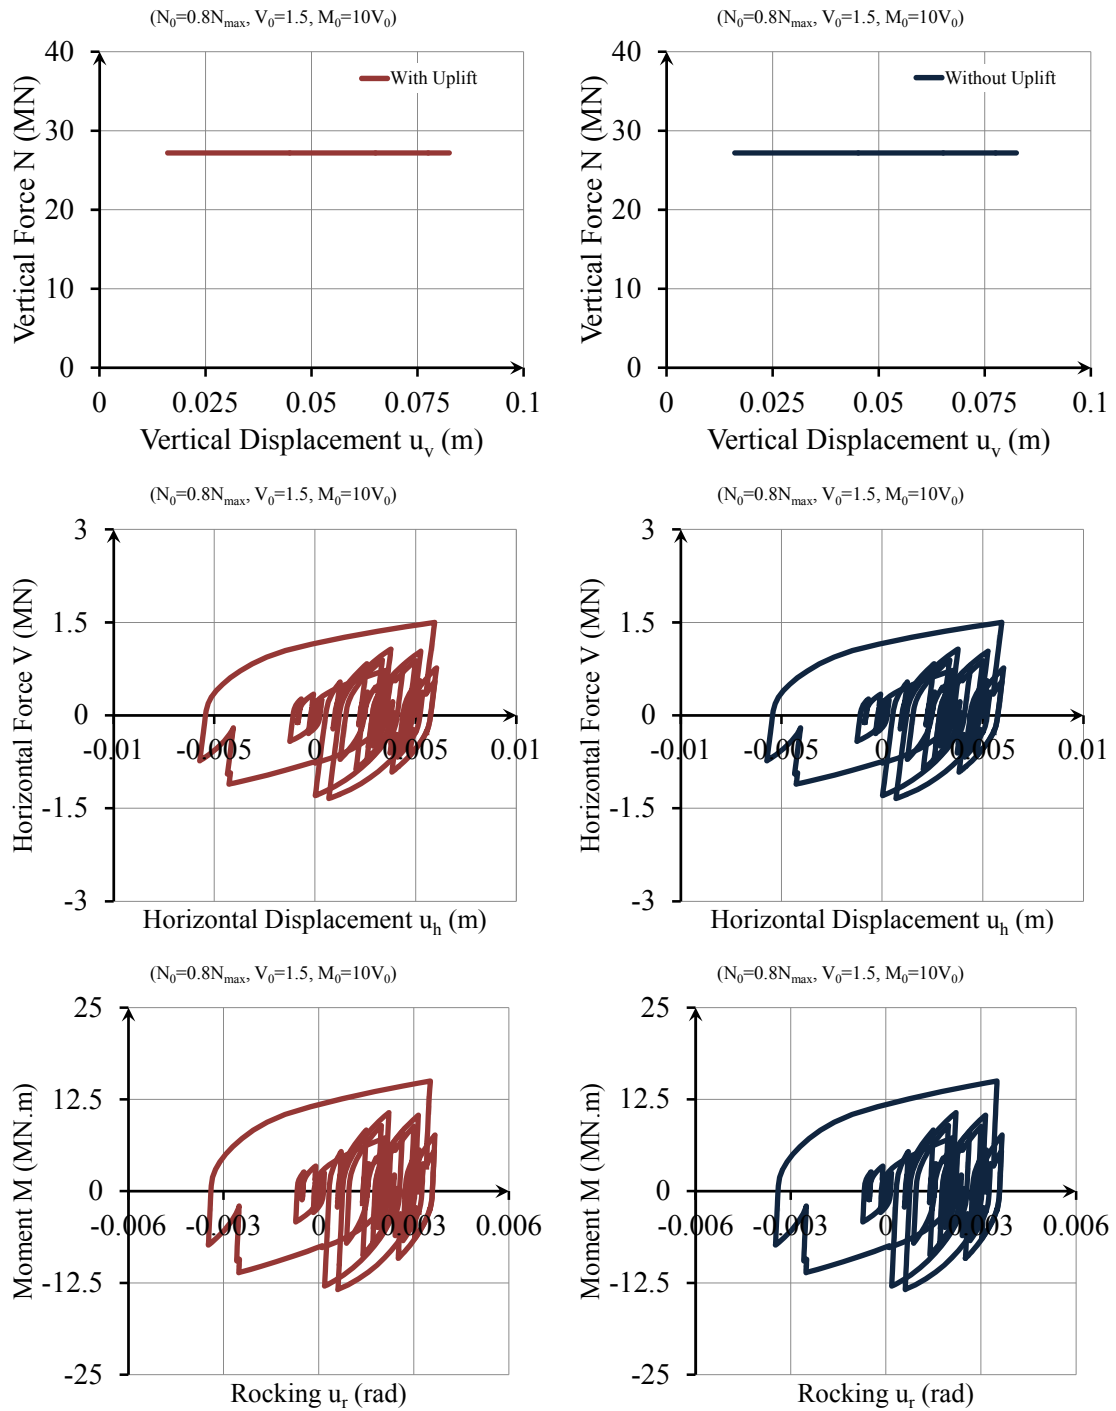 (N₀=0.8Nₘₐₓ, V₀=1.5, M₀=10V₀)
Vertical Force N (MN)
40
30
20
10
0
With Uplift
0 0.025 0.05 0.075 0.1
Vertical Displacement uᵥ (m)
(N₀=0.8Nₘₐₓ, V₀=1.5, M₀=10V₀)
Vertical Force N (MN)
40
30
20
10
0
Without Uplift
0 0.025 0.05 0.075 0.1
Vertical Displacement uᵥ (m)
(N₀=0.8Nₘₐₓ, V₀=1.5, M₀=10V₀)
Horizontal Force V (MN)
3
1.5
0
-1.5
-3
-0.01 -0.005 0 0.005 0.01
Horizontal Displacement uₕ (m)
(N₀=0.8Nₘₐₓ, V₀=1.5, M₀=10V₀)
Horizontal Force V (MN)
3
1.5
0
-1.5
-3
-0.01 -0.005 0 0.005 0.01
Horizontal Displacement uₕ (m)
(N₀=0.8Nₘₐₓ, V₀=1.5, M₀=10V₀)
Moment M (MN.m)
25
12.5
0
-12.5
-25
-0.006 -0.003 0 0.003 0.006
Rocking uᵣ (rad)
(N₀=0.8Nₘₐₓ, V₀=1.5, M₀=10V₀)
Moment M (MN.m)
25
12.5
0
-12.5
-25
-0.006 -0.003 0 0.003 0.006
Rocking uᵣ (rad)